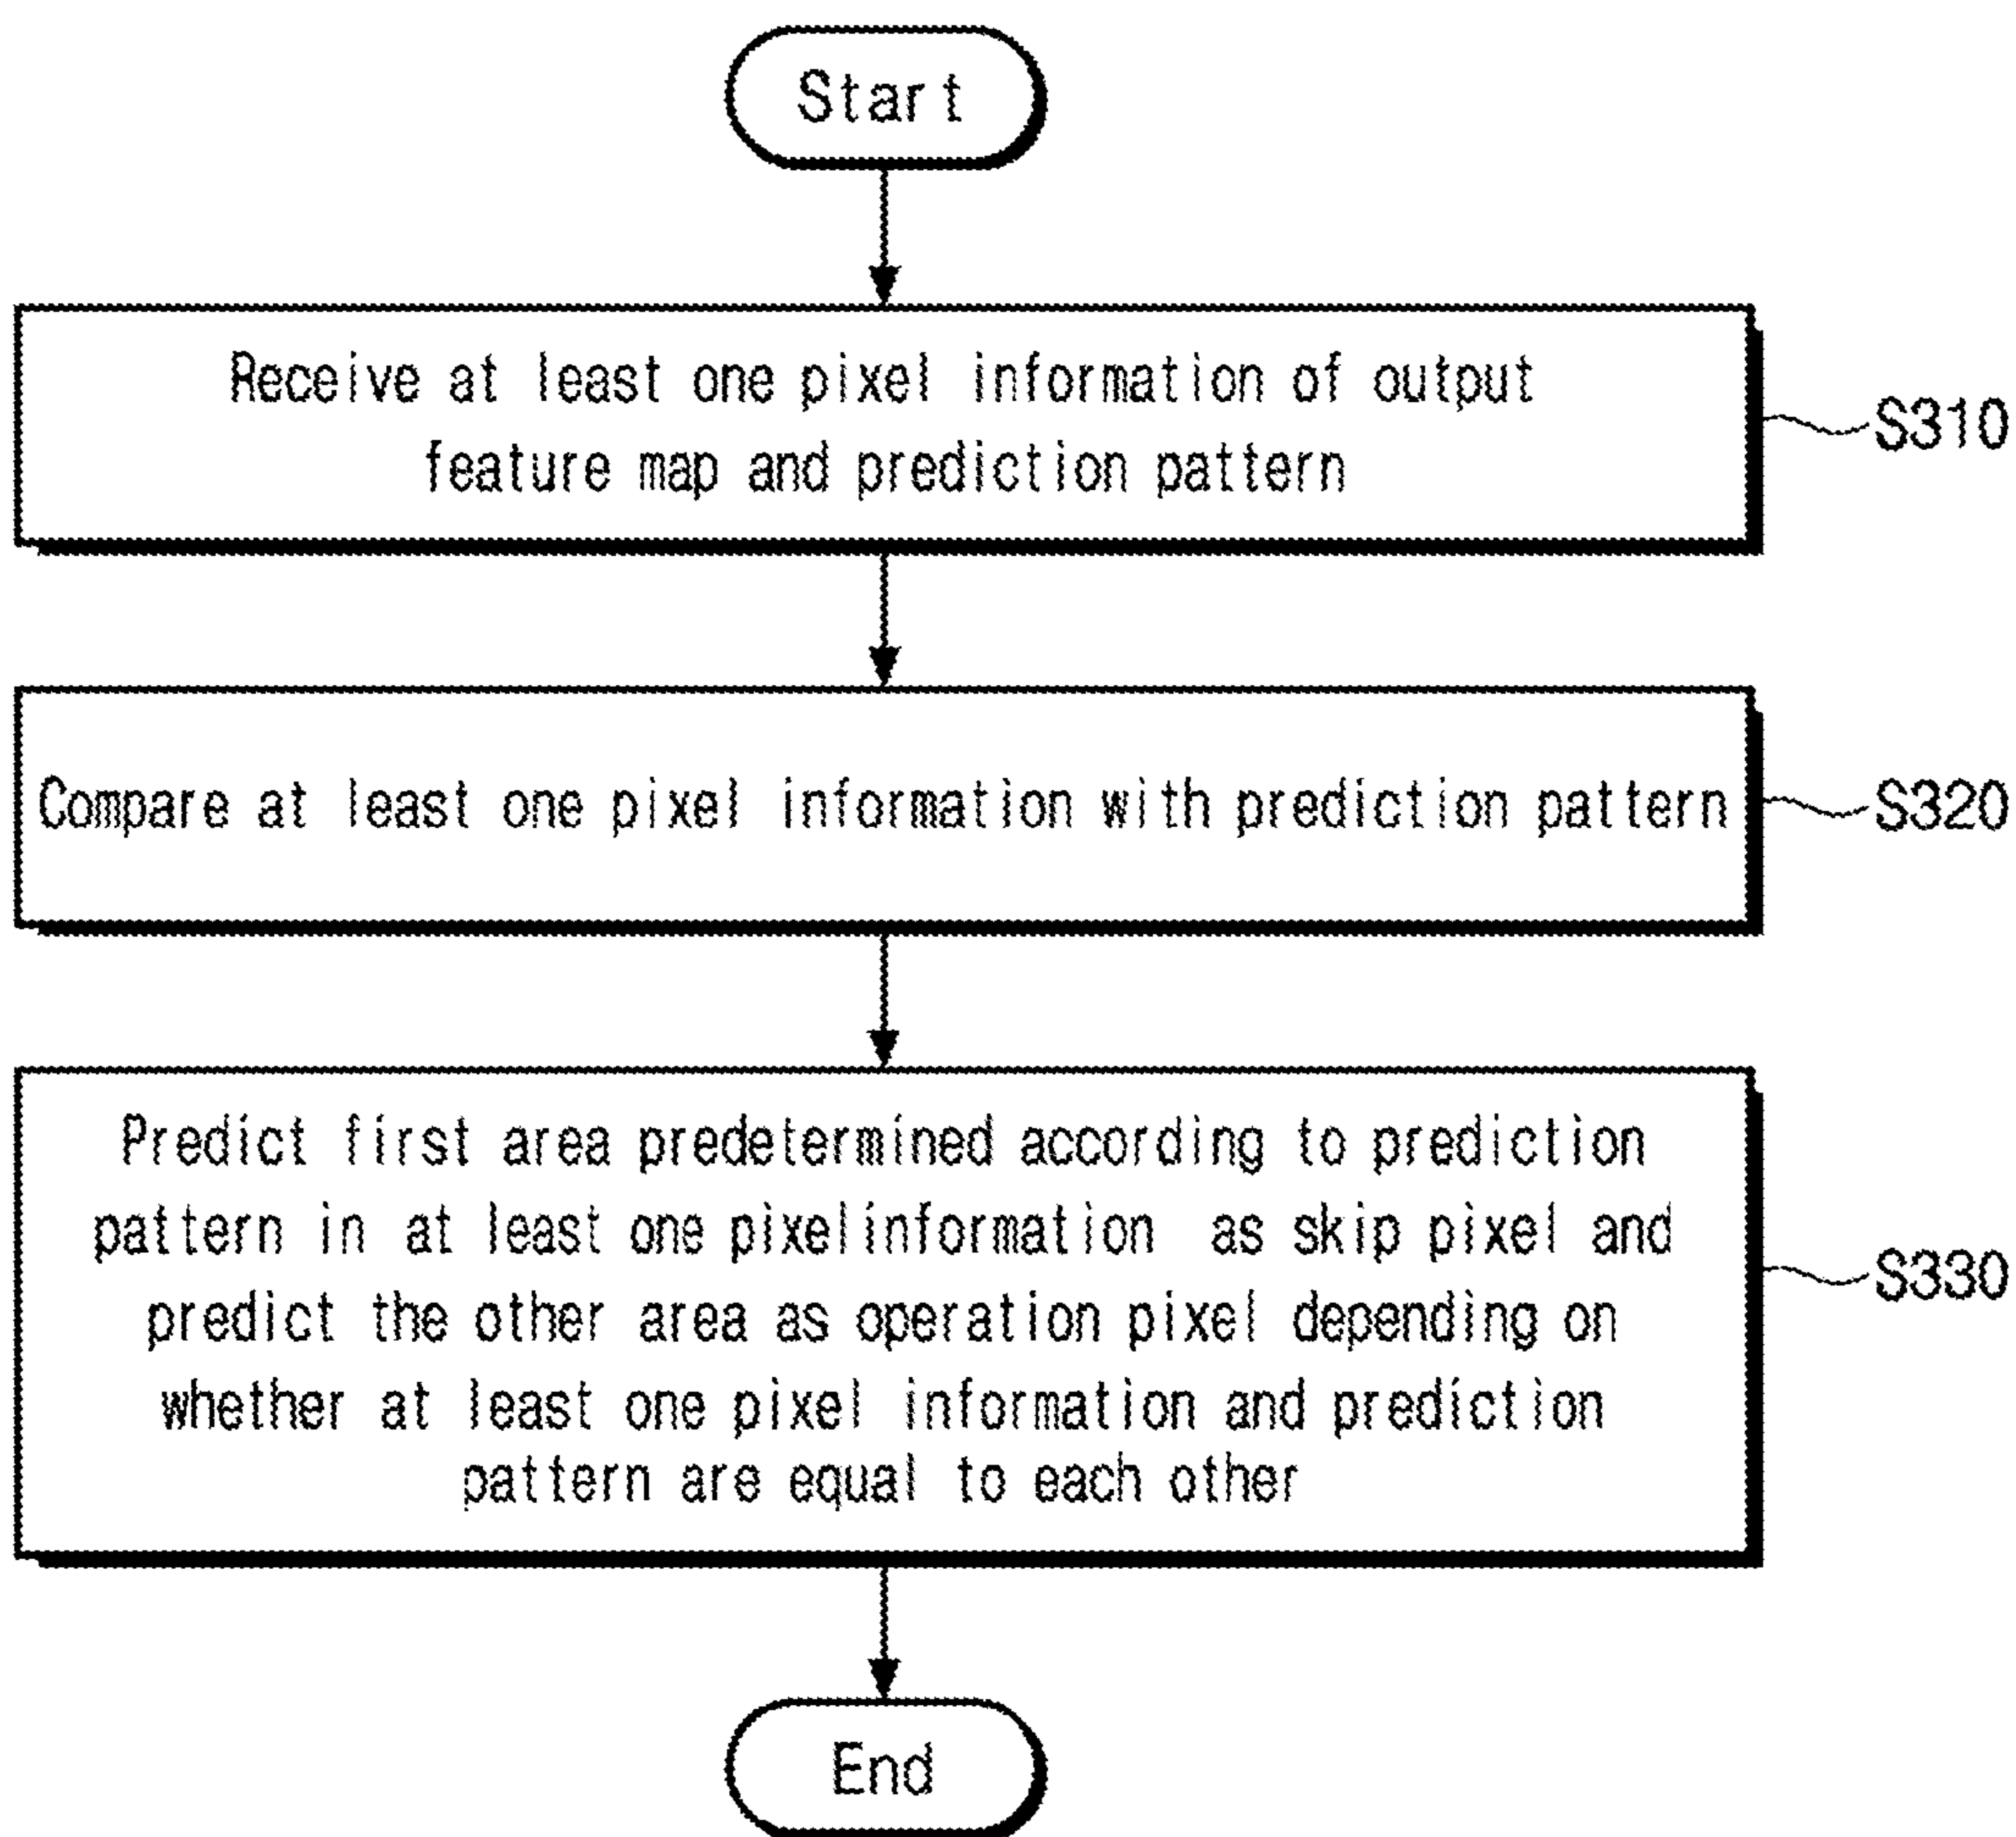 Start
Receive at least one pixel information of output
feature map and prediction pattern
S310
Compare at least one pixel information with prediction pattern
S320
Predict first area predetermined according to prediction
pattern in at least one pixelinformation as skip pixel and
predict the other area as operation pixel depending on
whether at least one pixel information and prediction
pattern are equal to each other
S330
End